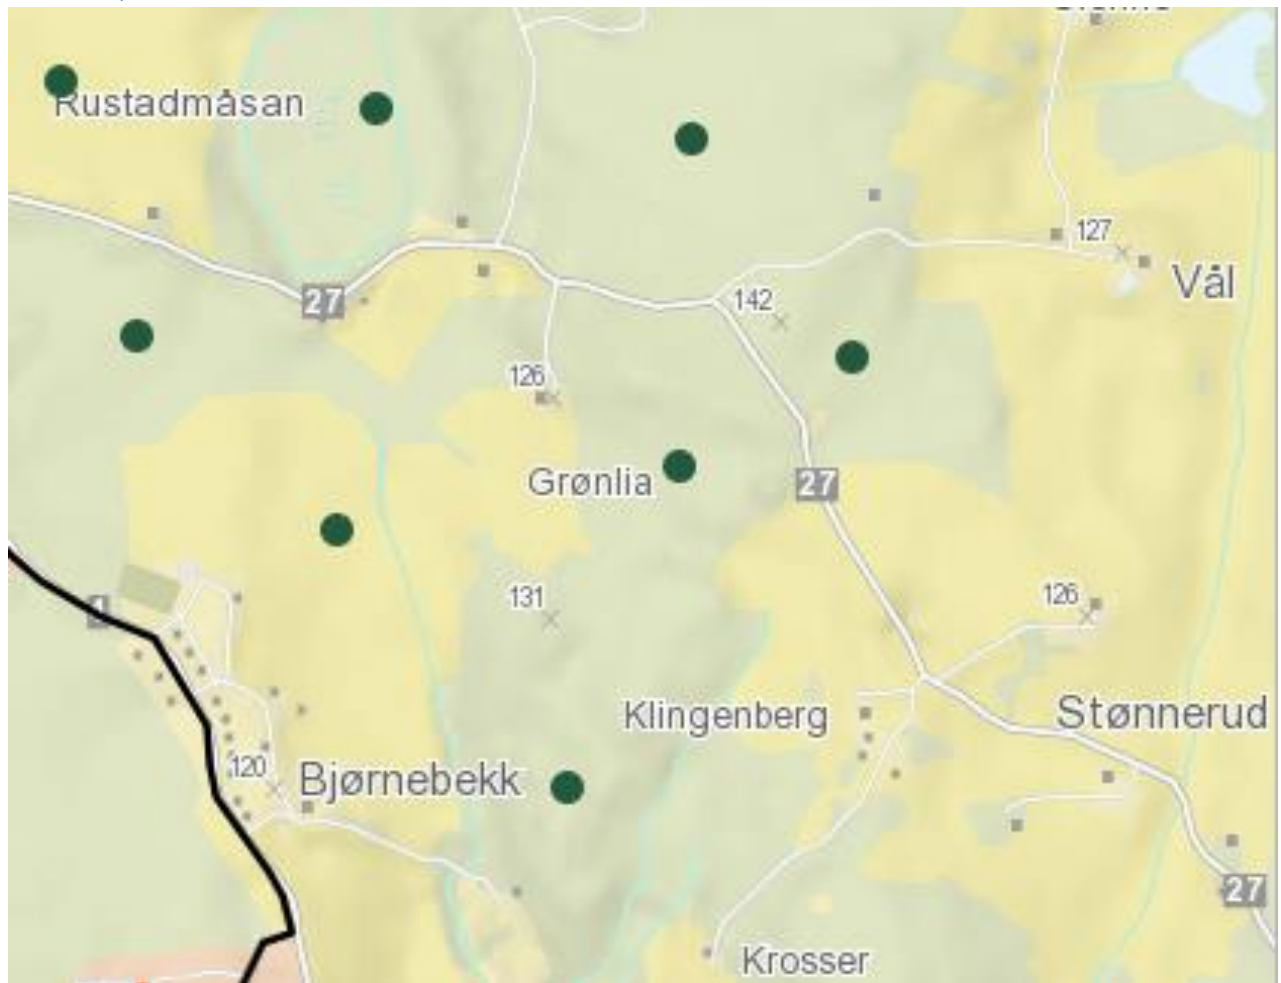 Rustadmåsan
127
Vål
27
142
126
Grønlia
27
131
126
Klingenberg
Stønnerud
120
Bjørnebekk
27
Krosser